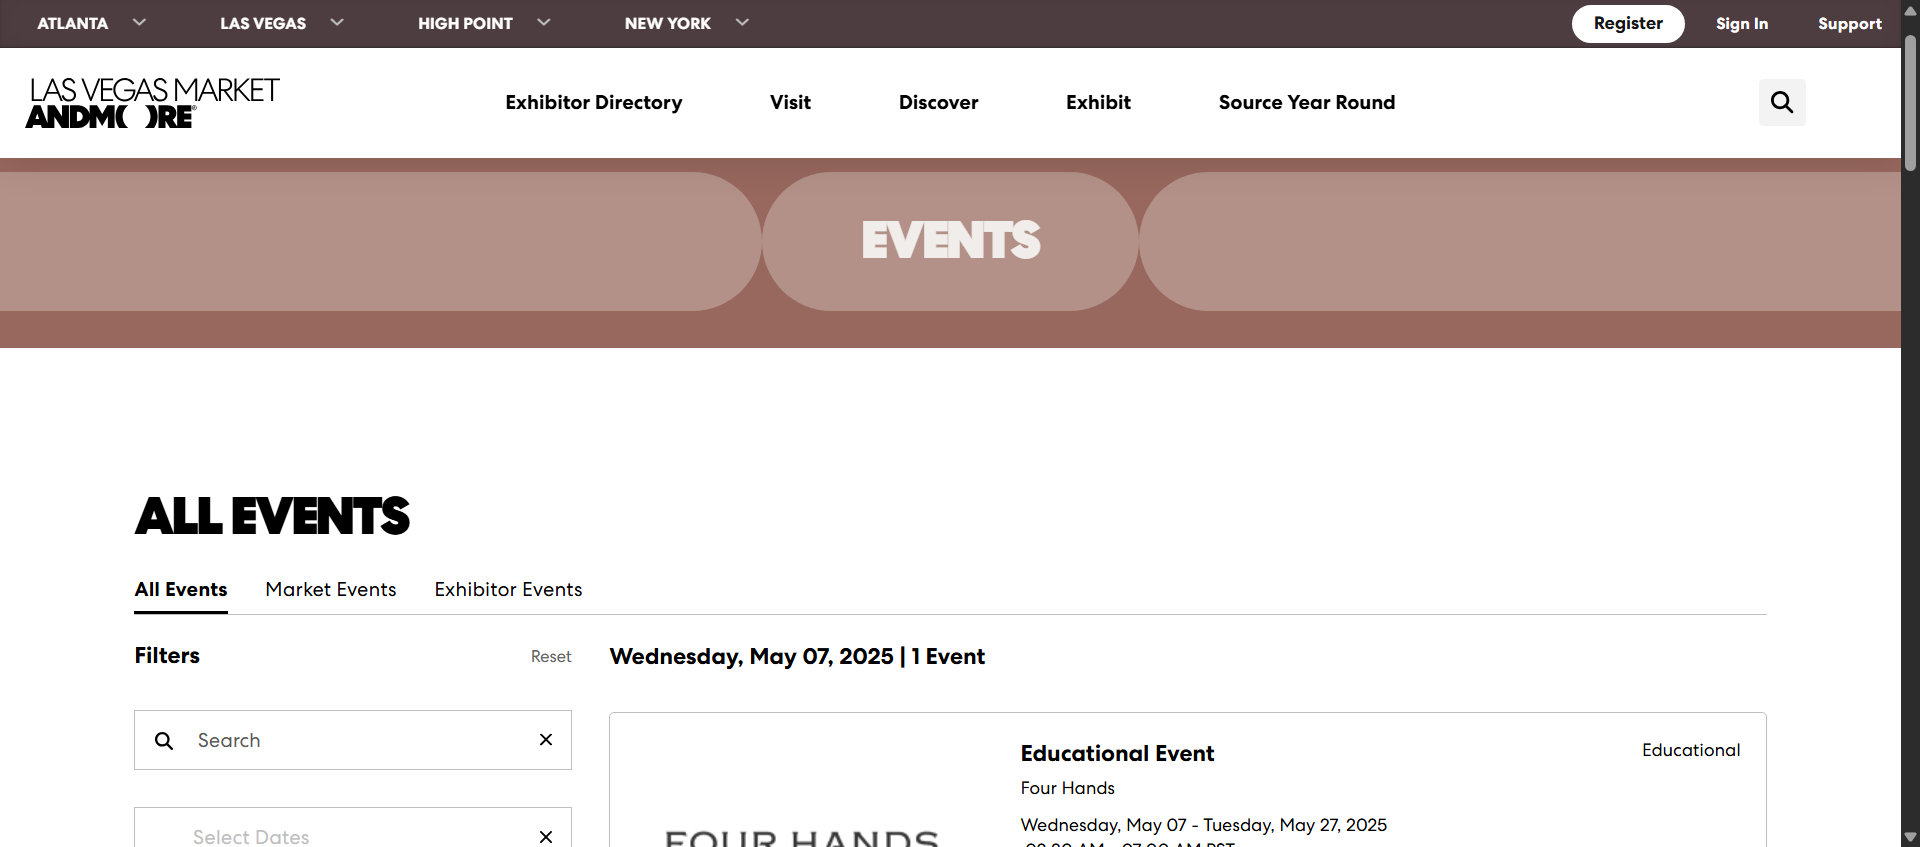 ATLANTA LAS VEGAS HIGH POINT NEW YORK Register Sign In Support
LAS VEGAS MARKET
ANDMORE®
Exhibitor Directory Visit Discover Exhibit Source Year Round
EVENTS
ALL EVENTS
All Events Market Events Exhibitor Events
Filters Reset
Search
Select Dates
Wednesday, May 07, 2025 | 1 Event
FOUR HANDS
Educational Event
Educational
Four Hands
Wednesday, May 07 - Tuesday, May 27, 2025